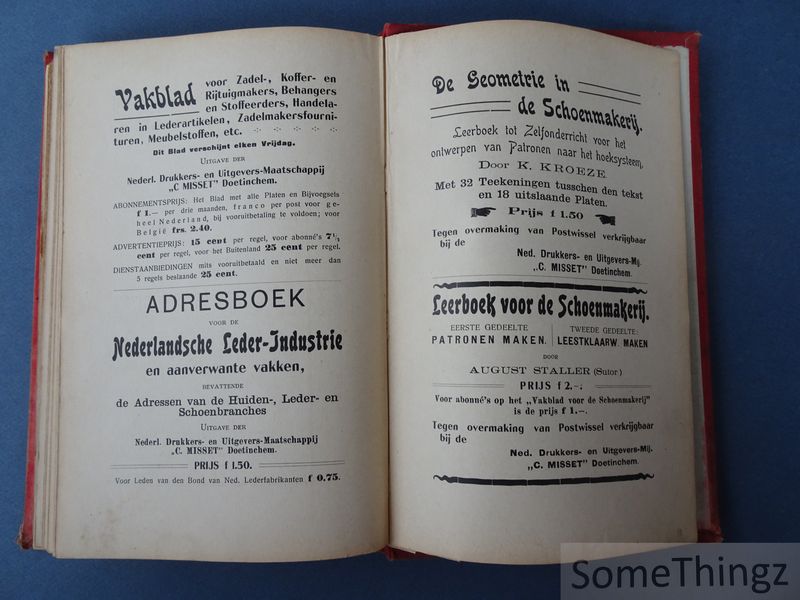 Vakblad voor Zadel-, Koffer- en
Rijtuigmakers, Behangers
en Stoffeerders, Handela-
ren in Lederartikelen, Zadelmakersfourni-
turen, Meubelstoffen, etc.
Dit Blad verschijnt elken Vrijdag.
UITGAVE DER
Nederl. Drukkers- en Uitgevers-Maatschappij
„C MISSET" Doetinchem.
ABONNEMENTSPRIJS: Het Blad met alle Platen en Bijvoegsels
f 1.— per drie maanden, franco per post voor ge-
heel Nederland, bij vooruitbetaling te voldoen; voor
België frs. 2.40.
ADVERTENTIEPRIJS: 15 cent per regel, voor abonné's 7½
cent per regel, voor het Buitenland 25 cent per regel.
DIENSTAANBIEDINGEN mits vooruitbetaald en niet meer dan
5 regels beslaande 25 cent.
ADRESBOEK
VOOR DE
Nederlandsche Leder-Industrie
en aanverwante vakken,
BEVATTENDE
de Adressen van de Huiden-, Leder- en
Schoenbranches
UITGAVE DER
Nederl. Drukkers- en Uitgevers-Maatschappij
„C. MISSET" Doetinchem.
PRIJS f 1.50.
Voor Leden van den Bond van Ned. Lederfabrikanten f 0.75.
De Geometrie in
de Schoenmakerij.
Leerboek tot Zelfonderricht voor het
ontwerpen van Patronen naar het hoeksysteem,
DOOR K. KROEZE.
Met 32 Teekeningen tusschen den tekst
en 18 uitslaande Platen.
Prijs f 1.50
Tegen overmaking van Postwissel verkrijgbaar
bij de
Ned. Drukkers- en Uitgevers-Mij.
„C. MISSET" Doetinchem.
Leerboek voor de Schoenmakerij.
EERSTE GEDEELTE
PATRONEN MAKEN.
TWEEDE GEDEELTE:
LEESTKLAARW. MAKEN
DOOR
AUGUST STALLER (Sutor)
PRIJS f 2.-.
Voor abonné's op het „Vakblad voor de Schoenmakerij"
is de prijs f 1.—.
Tegen overmaking van Postwissel verkrijgbaar
bij de
Ned. Drukkers- en Uitgevers-Mij.
„C. MISSET" Doetinchem.
SomeThingz